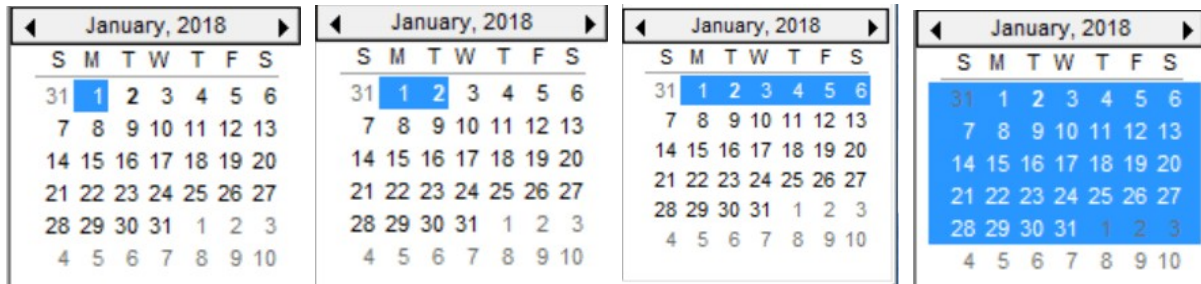 January, 2018
S M T W T F S
31 1 2 3 4 5 6
7 8 9 10 11 12 13
14 15 16 17 18 19 20
21 22 23 24 25 26 27
28 29 30 31 1 2 3
4 5 6 7 8 9 10
January, 2018
S M T W T F S
31 1 2 3 4 5 6
7 8 9 10 11 12 13
14 15 16 17 18 19 20
21 22 23 24 25 26 27
28 29 30 31 1 2 3
4 5 6 7 8 9 10
January, 2018
S M T W T F S
31 1 2 3 4 5 6
7 8 9 10 11 12 13
14 15 16 17 18 19 20
21 22 23 24 25 26 27
28 29 30 31 1 2 3
4 5 6 7 8 9 10
January, 2018
S M T W T F S
31 1 2 3 4 5 6
7 8 9 10 11 12 13
14 15 16 17 18 19 20
21 22 23 24 25 26 27
28 29 30 31 1 2 3
4 5 6 7 8 9 10